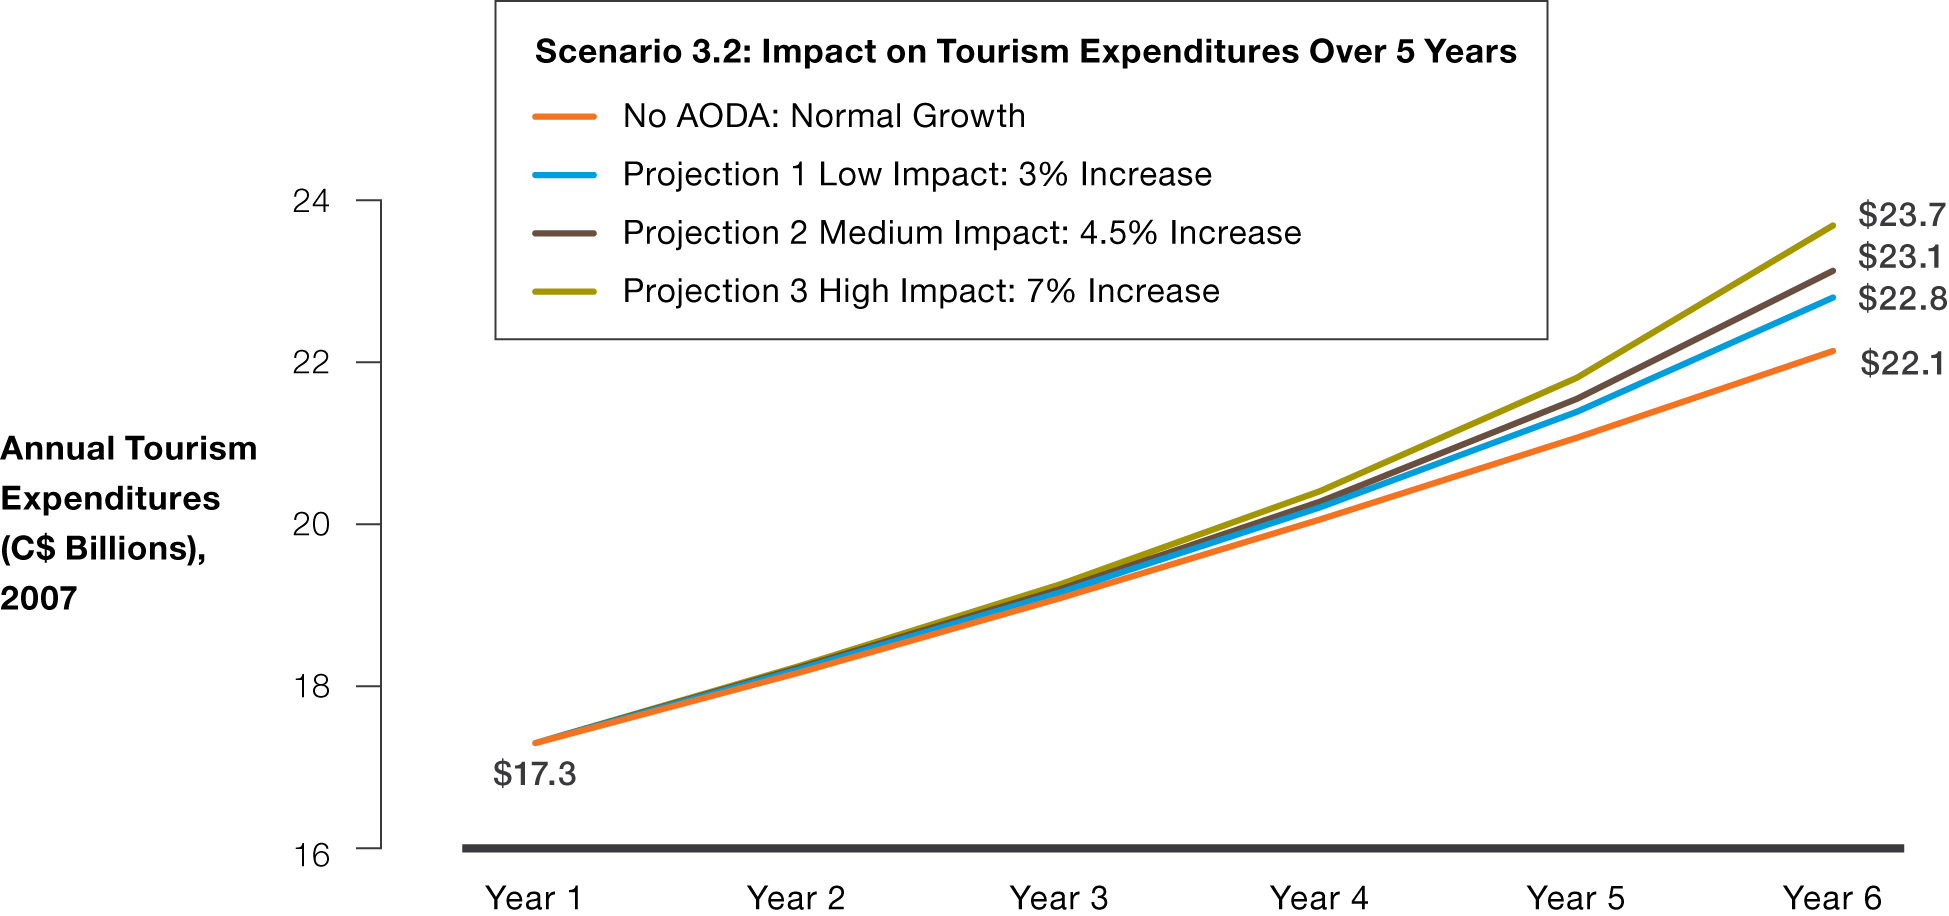 Scenario 3.2: Impact on Tourism Expenditures Over 5 Years
No AODA: Normal Growth
Projection 1 Low Impact: 3% Increase
Projection 2 Medium Impact: 4.5% Increase
Projection 3 High Impact: 7% Increase
24
22
20
18
16
Annual Tourism
Expenditures
(C$ Billions),
2007
$23.7
$23.1
$22.8
$22.1
$17.3
Year 1 Year 2 Year 3 Year 4 Year 5 Year 6